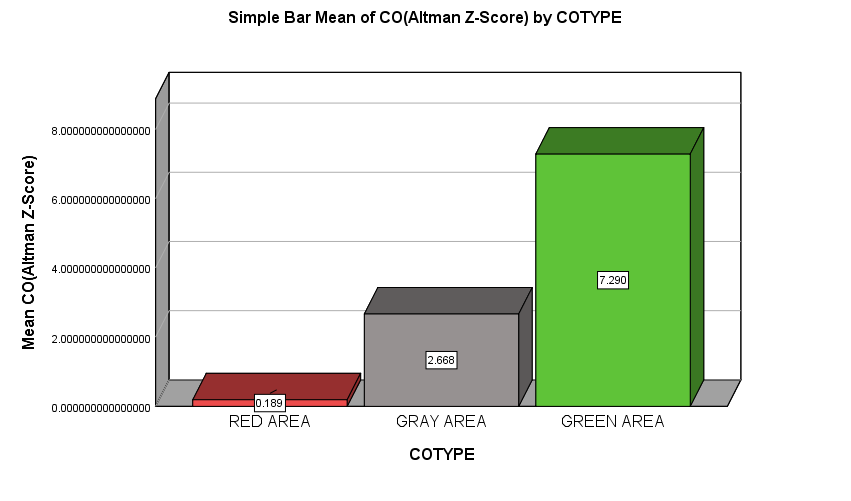 Simple Bar Mean of CO(Altman Z-Score) by COTYPE
Mean CO(Altman Z-Score)
8.000000000000000
6.000000000000000
4.000000000000000
2.000000000000000
0.000000000000000
0.189
2.668
7.290
RED AREA
GRAY AREA
GREEN AREA
COTYPE